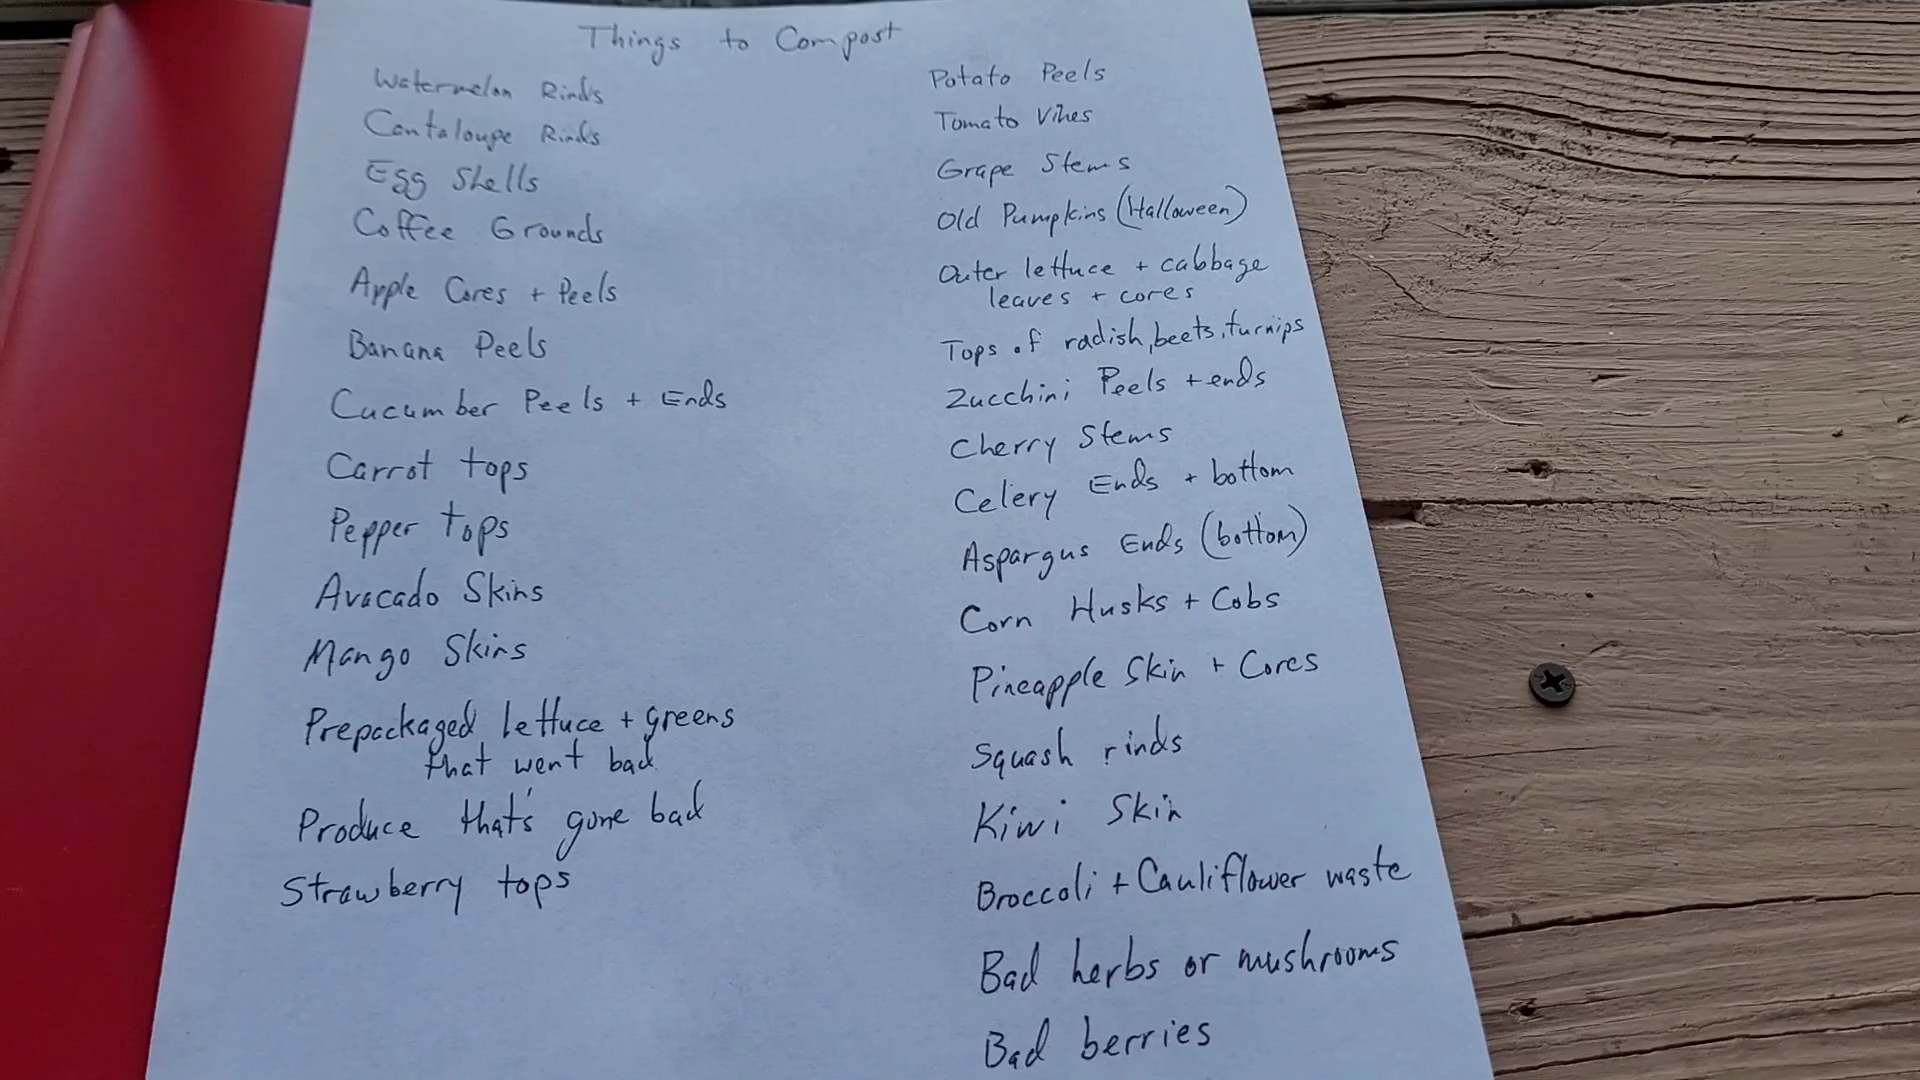 Things to Compost
Watermelon Rinds
Cantaloupe Rinds
Egg Shells
Coffee Grounds
Apple Cores + Peels
Banana Peels
Cucumber Peels + Ends
Carrot tops
Pepper tops
Avacado Skins
Mango Skins
Prepackaged lettuce + greens
that went bad
Produce that's gone bad
Strawberry tops
Potato Peels
Tomato Vines
Grape Stems
Old Pumpkins (Halloween)
Outer lettuce + cabbage
leaves + cores
Tops of radish, beets, turnips
Zucchini Peels + ends
Cherry Stems
Celery Ends + bottom
Aspargus Ends (bottom)
Corn Husks + Cobs
Pineapple Skin + Cores
Squash rinds
Kiwi Skin
Broccoli + Cauliflower waste
Bad herbs or mushrooms
Bad berries